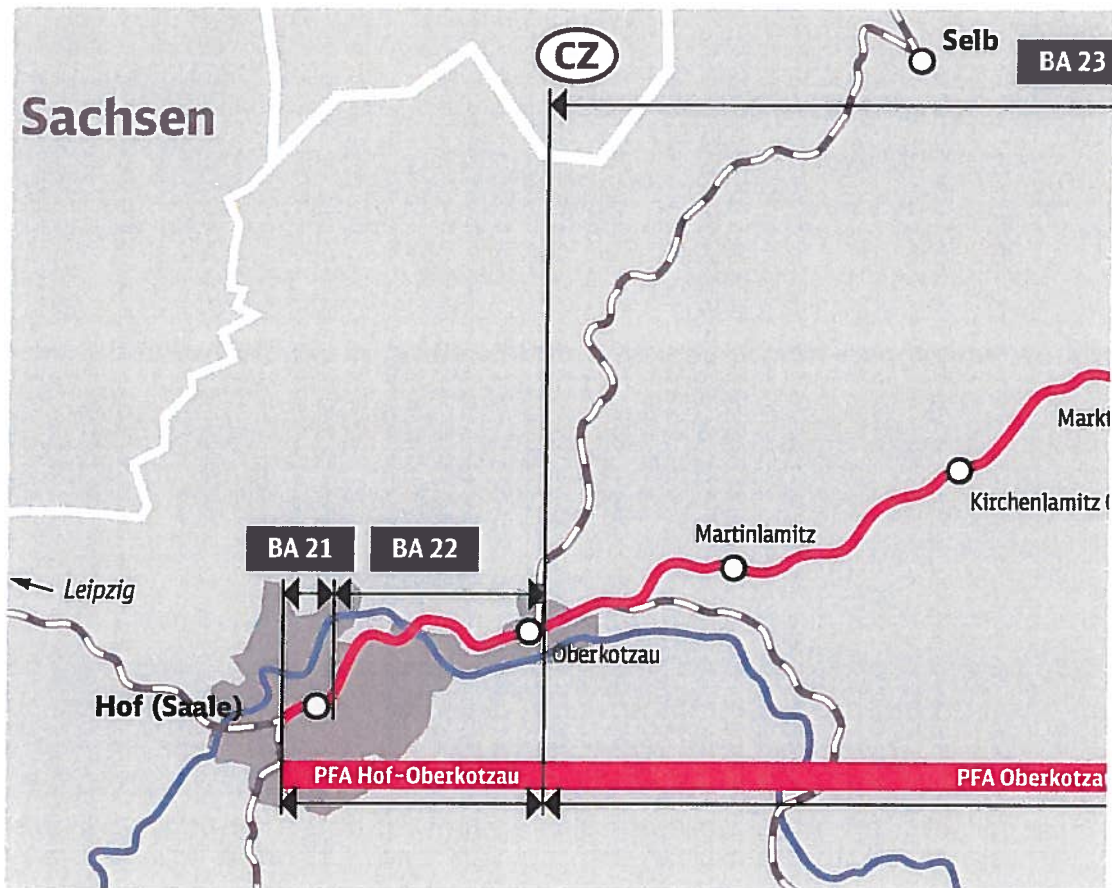 CZ
Selb
BA 23
Sachsen
Markt
Kirchenlamitz
Martinlamitz
BA 21
BA 22
Leipzig
Oberkotzau
Hof (Saale)
PFA Hof-Oberkotzau
PFA Oberkotzau